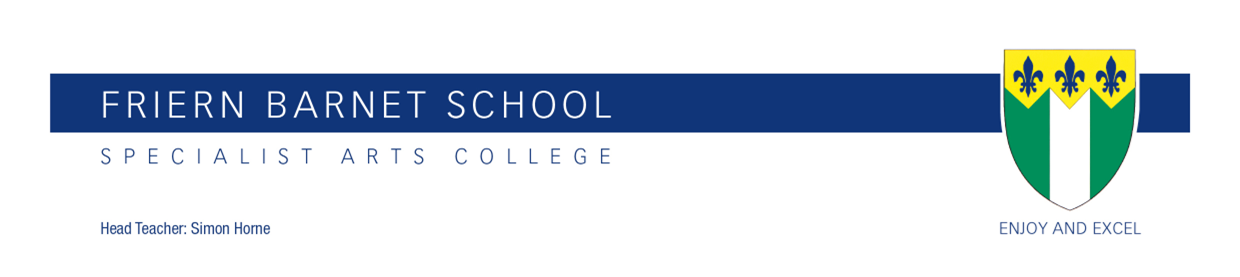 FRIERN BARNET SCHOOL
SPECIALIST ARTS COLLEGE
Head Teacher: Simon Horne
ENJOY AND EXCEL